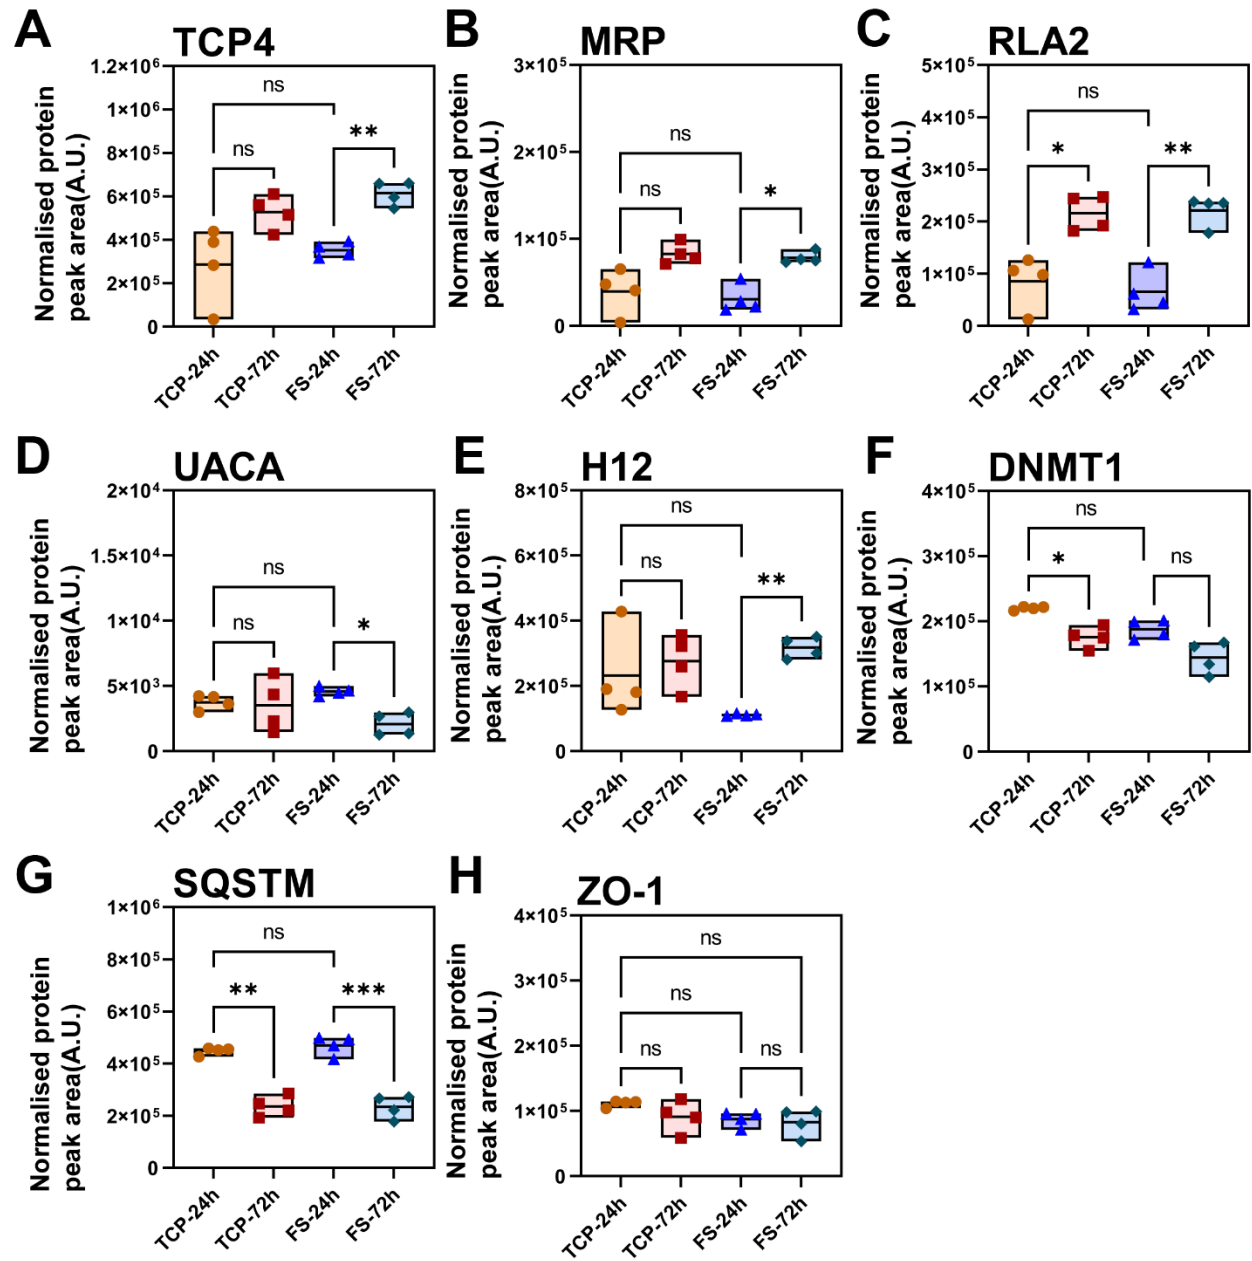 A
TCP4
Normalised protein
peak area(A.U.)
1.2×10⁶
1×10⁶
8×10⁵
6×10⁵
4×10⁵
2×10⁵
0
ns
ns
**
TCP-24h
TCP-72h
FS-24h
FS-72h
B
MRP
Normalised protein
peak area(A.U.)
3×10⁵
2×10⁵
1×10⁵
0
ns
ns
*
TCP-24h
TCP-72h
FS-24h
FS-72h
C
RLA2
Normalised protein
peak area(A.U.)
5×10⁵
4×10⁵
3×10⁵
2×10⁵
1×10⁵
0
ns
*
**
TCP-24h
TCP-72h
FS-24h
FS-72h
D
UACA
Normalised protein
peak area(A.U.)
2×10⁴
1.5×10⁴
1×10⁴
5×10³
0
ns
ns
*
TCP-24h
TCP-72h
FS-24h
FS-72h
E
H12
Normalised protein
peak area(A.U.)
8×10⁵
6×10⁵
4×10⁵
2×10⁵
0
ns
ns
**
TCP-24h
TCP-72h
FS-24h
FS-72h
F
DNMT1
Normalised protein
peak area(A.U.)
4×10⁵
3×10⁵
2×10⁵
1×10⁵
0
ns
*
ns
TCP-24h
TCP-72h
FS-24h
FS-72h
G
SQSTM
Normalised protein
peak area(A.U.)
1×10⁶
8×10⁵
6×10⁵
4×10⁵
2×10⁵
0
ns
**
***
TCP-24h
TCP-72h
FS-24h
FS-72h
H
ZO-1
Normalised protein
peak area(A.U.)
4×10⁵
3×10⁵
2×10⁵
1×10⁵
0
ns
ns
ns
ns
TCP-24h
TCP-72h
FS-24h
FS-72h